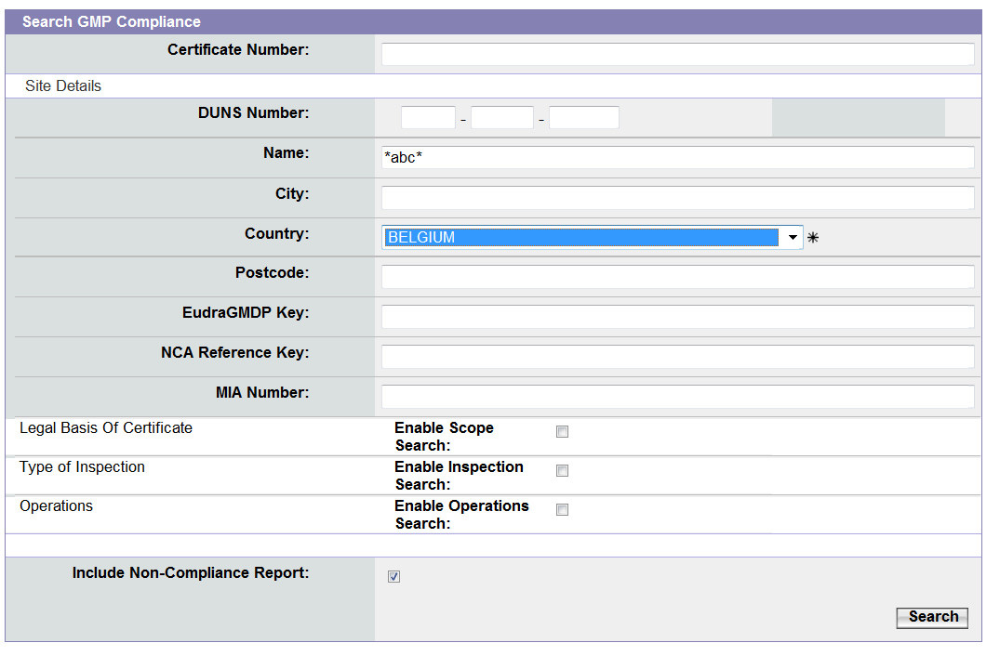 Search GMP Compliance
Certificate Number:
Site Details
DUNS Number:
- -
Name: *abc*
City:
Country: BELGIUM *
Postcode:
EudraGMDP Key:
NCA Reference Key:
MIA Number:
Legal Basis Of Certificate Enable Scope
Search:
Type of Inspection Enable Inspection
Search:
Operations Enable Operations
Search:
Include Non-Compliance Report:
Search